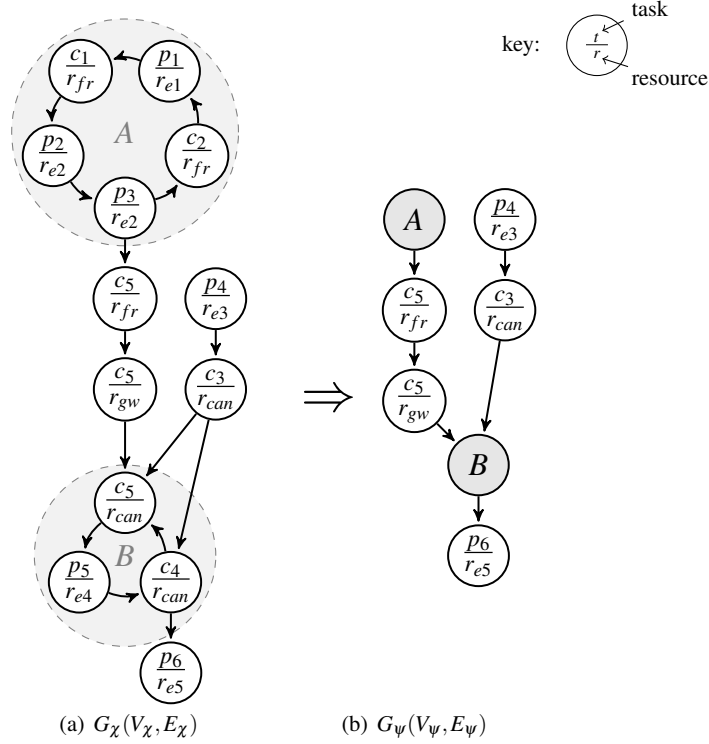 key:
t
r
task
resource
c1
rfr
p1
re1
p2
re2
A
c2
rfr
p3
re2
c5
rfr
p4
re3
c5
rgw
c3
rcan
c5
rcan
p5
re4
B
c4
rcan
p6
re5
(a) Gχ(Vχ, Eχ)
⇒
A
p4
re3
c5
rfr
c3
rcan
c5
rgw
B
p6
re5
(b) Gψ(Vψ, Eψ)